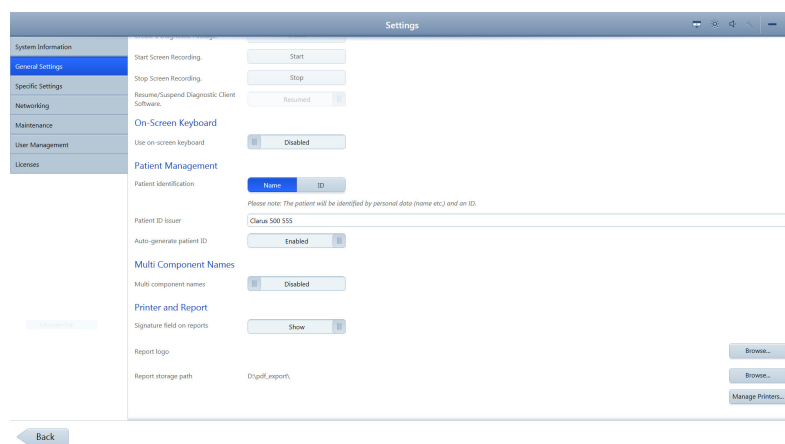 Settings
System Information
General Settings
Specific Settings
Networking
Maintenance
User Management
Licenses
Start Screen Recording.
Start
Stop Screen Recording.
Stop
Resume/Suspend Diagnostic Client
Software.
Resumed
On-Screen Keyboard
Use on-screen keyboard
Disabled
Patient Management
Patient identification
Name
ID
Please note: The patient will be identified by personal data (name etc.) and an ID.
Patient ID issuer
Clarus 500 555
Auto-generate patient ID
Enabled
Multi Component Names
Multi component names
Disabled
Printer and Report
Signature field on reports
Show
Report logo
Browse...
Report storage path
D:\pdf_export\,
Browse...
Manage Printers...
Back